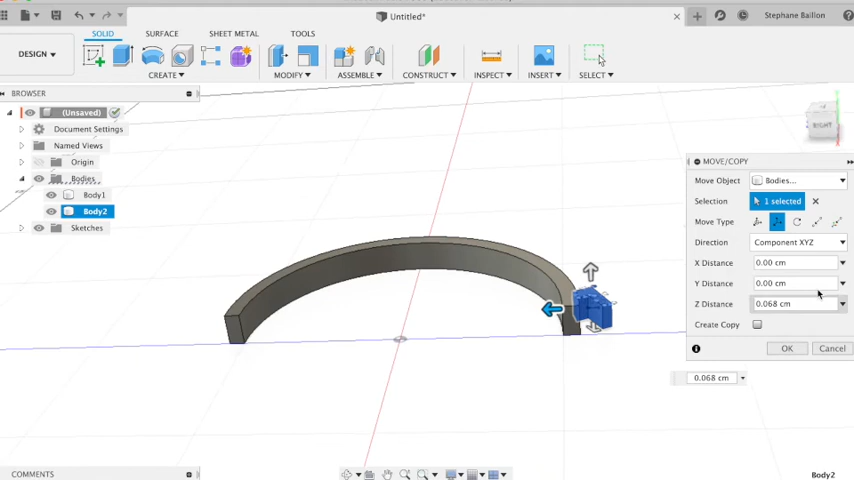 Untitled*
Stephane Baillon
DESIGN
SOLID
SURFACE
SHEET METAL
TOOLS
CREATE
MODIFY
ASSEMBLE
CONSTRUCT
INSPECT
INSERT
SELECT
BROWSER
(Unsaved)
Document Settings
Named Views
Origin
Bodies
Body1
Body2
Sketches
RIGHT
MOVE/COPY
Move Object Bodies...
Selection 1 selected
Move Type
Direction Component XYZ
X Distance 0.00 cm
Y Distance 0.00 cm
Z Distance 0.068 cm
Create Copy
OK Cancel
0.068 cm
COMMENTS
Body2